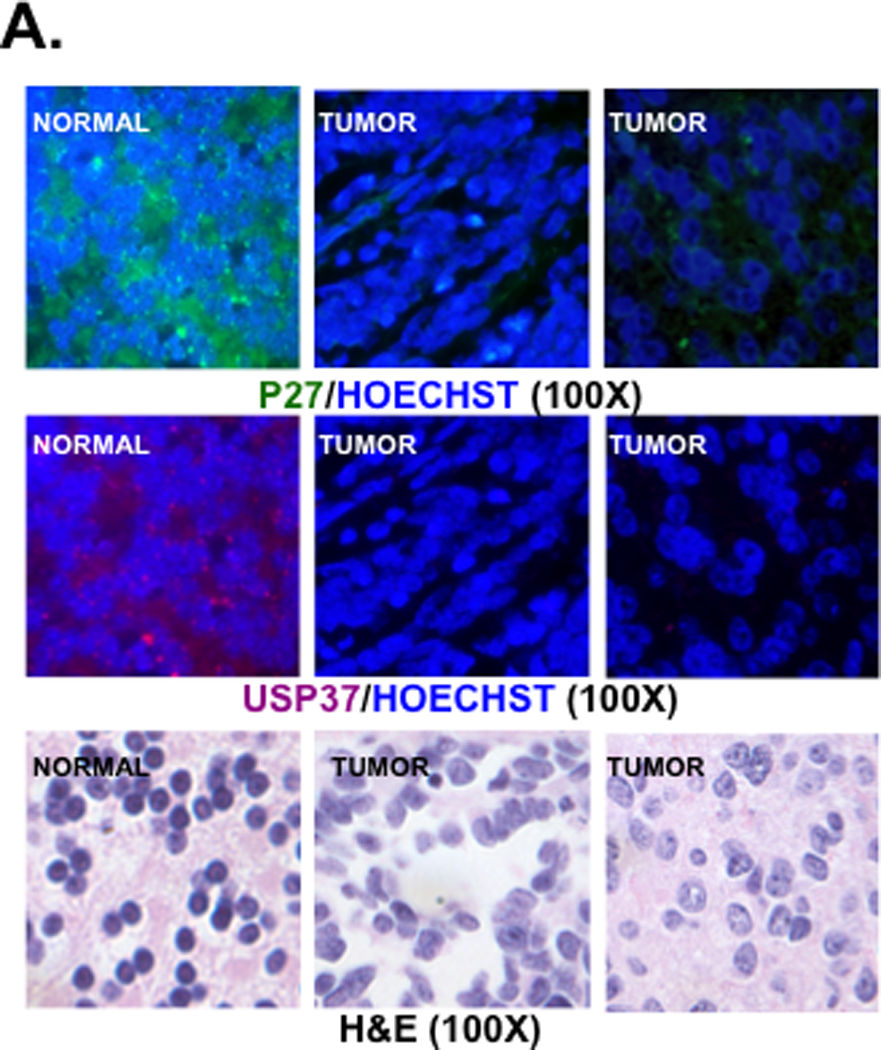 A.
NORMAL TUMOR TUMOR
P27/HOECHST (100X)
NORMAL TUMOR TUMOR
USP37/HOECHST (100X)
NORMAL TUMOR TUMOR
H&E (100X)